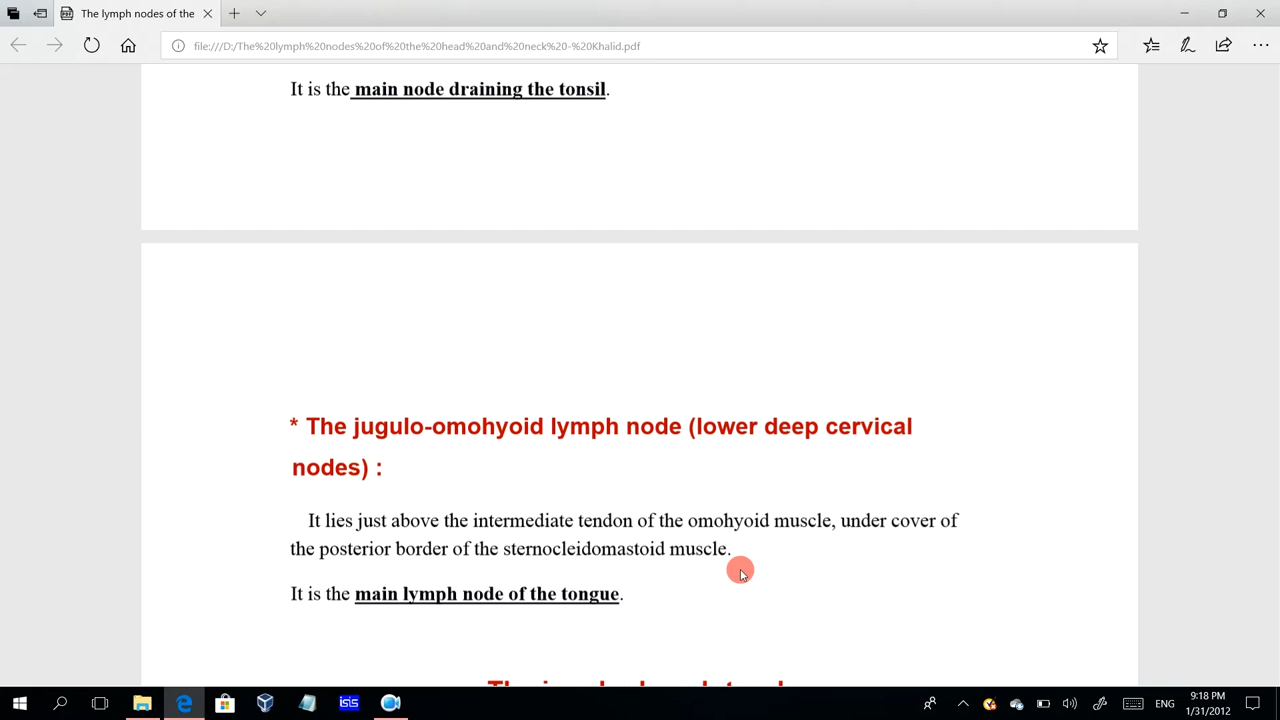 The lymph nodes of the
file:///D:/The%20lymph%20nodes%20of%20the%20head%20and%20neck%20-%20Khalid.pdf
It is the main node draining the tonsil.
* The jugulo-omohyoid lymph node (lower deep cervical
nodes) :
It lies just above the intermediate tendon of the omohyoid muscle, under cover of
the posterior border of the sternocleidomastoid muscle.
It is the main lymph node of the tongue.
ISIS
ENG
9:18 PM
1/31/2012